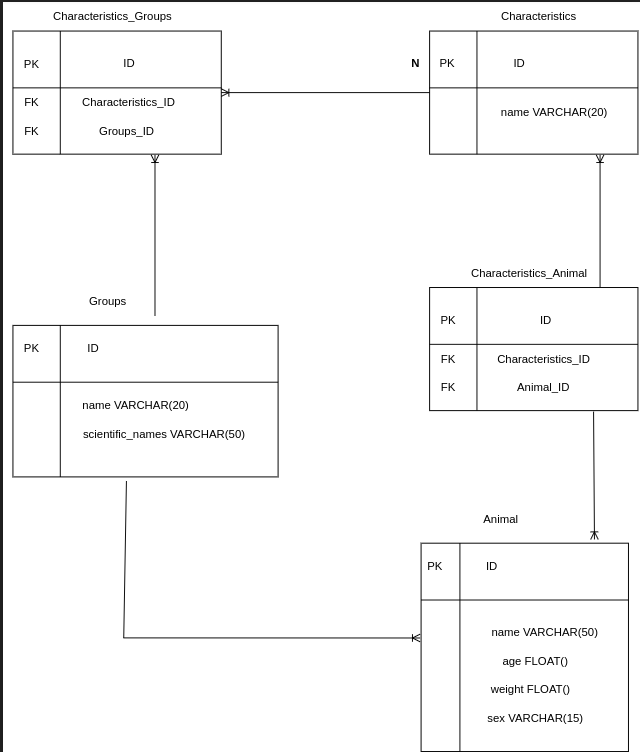 Characteristics_Groups
PK ID
FK Characteristics_ID
FK Groups_ID
Characteristics
N
PK ID
name VARCHAR(20)
Groups
PK ID
name VARCHAR(20)
scientific_names VARCHAR(50)
Characteristics_Animal
PK ID
FK Characteristics_ID
FK Animal_ID
Animal
PK ID
name VARCHAR(50)
age FLOAT()
weight FLOAT()
sex VARCHAR(15)